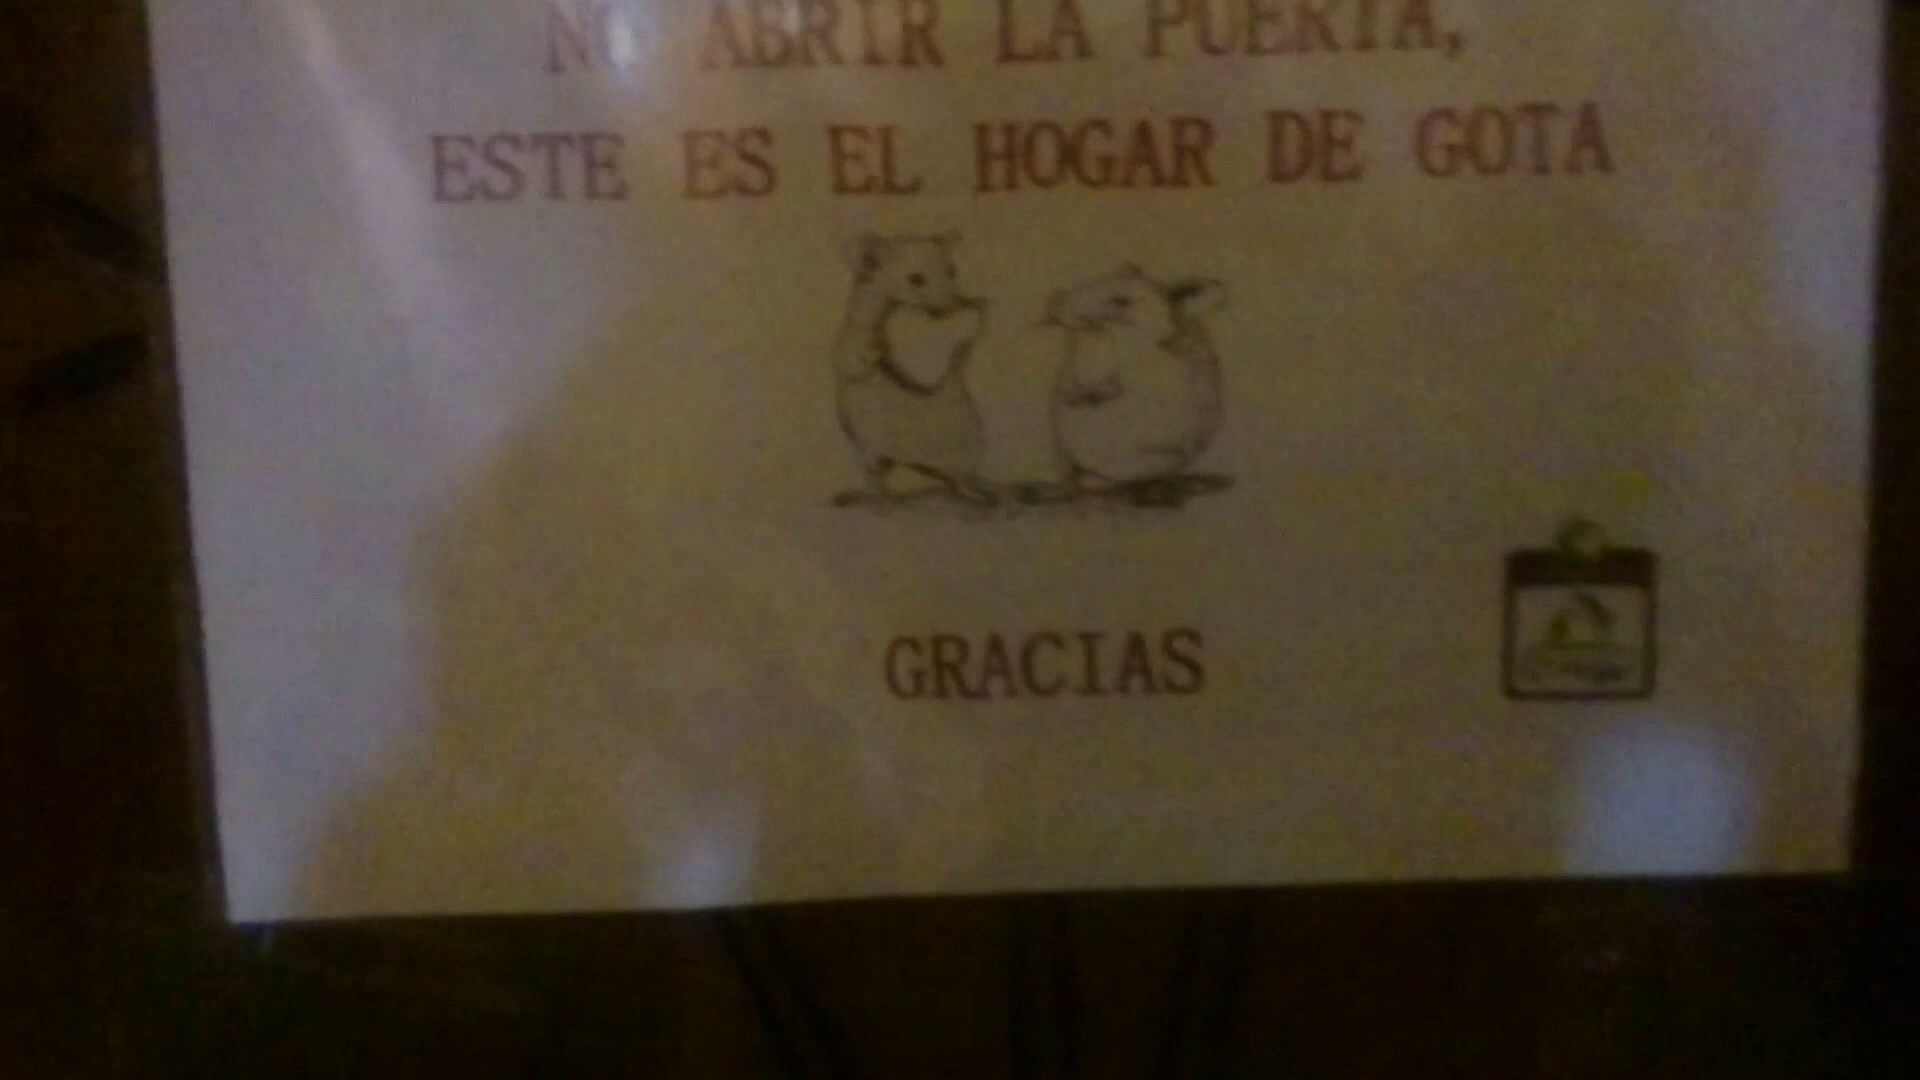 NO ABRIR LA PUERTA,
ESTE ES EL HOGAR DE GOTA
GRACIAS